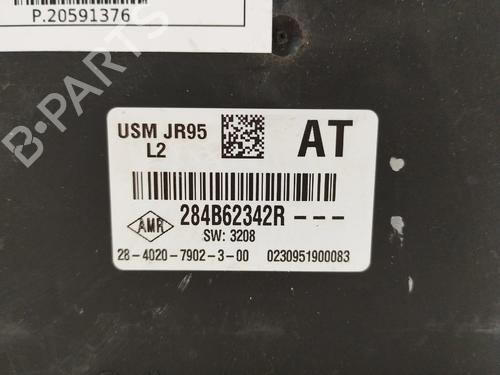 P.20591376
USM JR95
L2
AT
284B62342R---
AMR
SW: 3208
28-4020-7902-3-00 0230951900083
B-PARTS